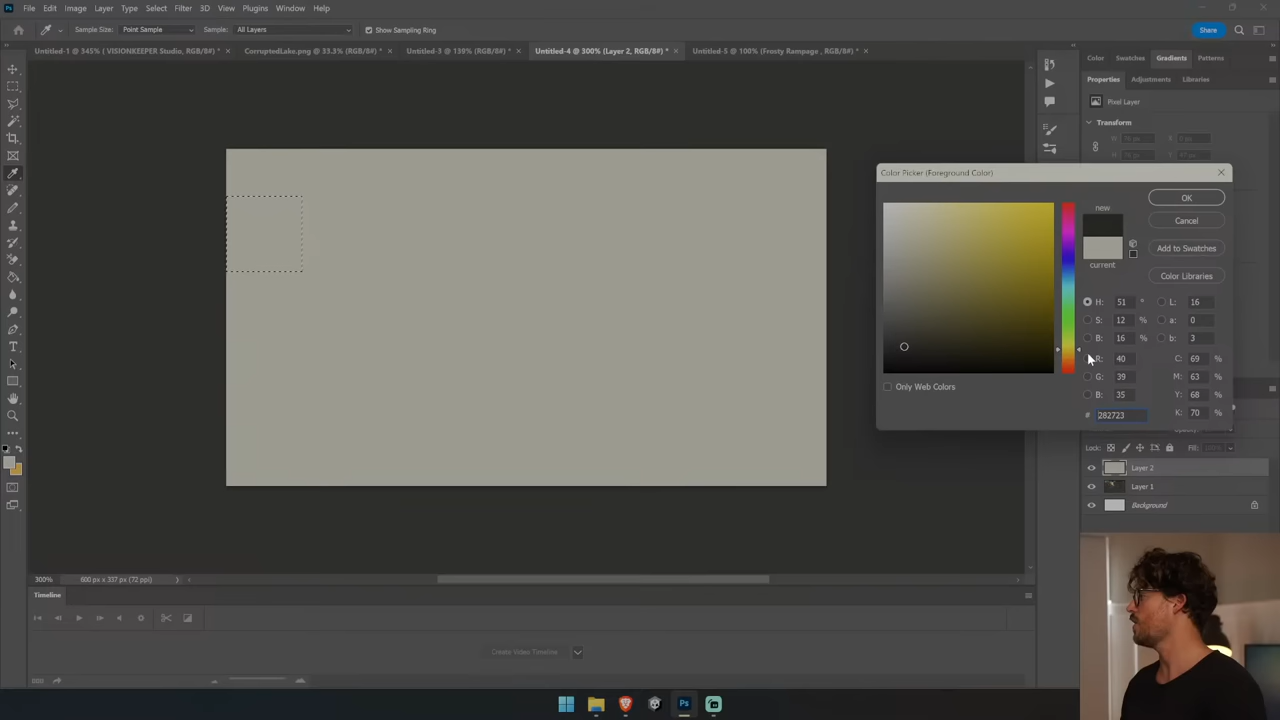 Ps File Edit Image Layer Type Select Filter 3D View Plugins Window Help
Sample Size: Point Sample Sample: All Layers Show Sampling Ring Share
Untitled-1 @ 545% ( VISIONKEEPER Studio, RGB/8#) * × CorruptedLake.png @ 33.3% (RGB/8#) * × Untitled-3 @ 139% (RGB/8#) * × Untitled-4 @ 300% (Layer 2, RGB/8#) * × Untitled-5 @ 100% (Frosty Rampage , RGB/8#) * ×
Color Swatches Gradients Patterns
Properties Adjustments Libraries
Pixel Layer
Transform
Color Picker (Foreground Color)
new
current
OK
Cancel
Add to Swatches
Color Libraries
H: 51 ° L: 16
S: 12 % a: 0
B: 16 % b: 3
R: 40 C: 69 %
G: 39 M: 63 %
B: 35 Y: 68 %
# 282723 K: 70 %
Only Web Colors
Lock: Fill:
Layer 2
Layer 1
Background
300% 600 px x 337 px (72 ppi)
Timeline
Create Video Timeline
Ps